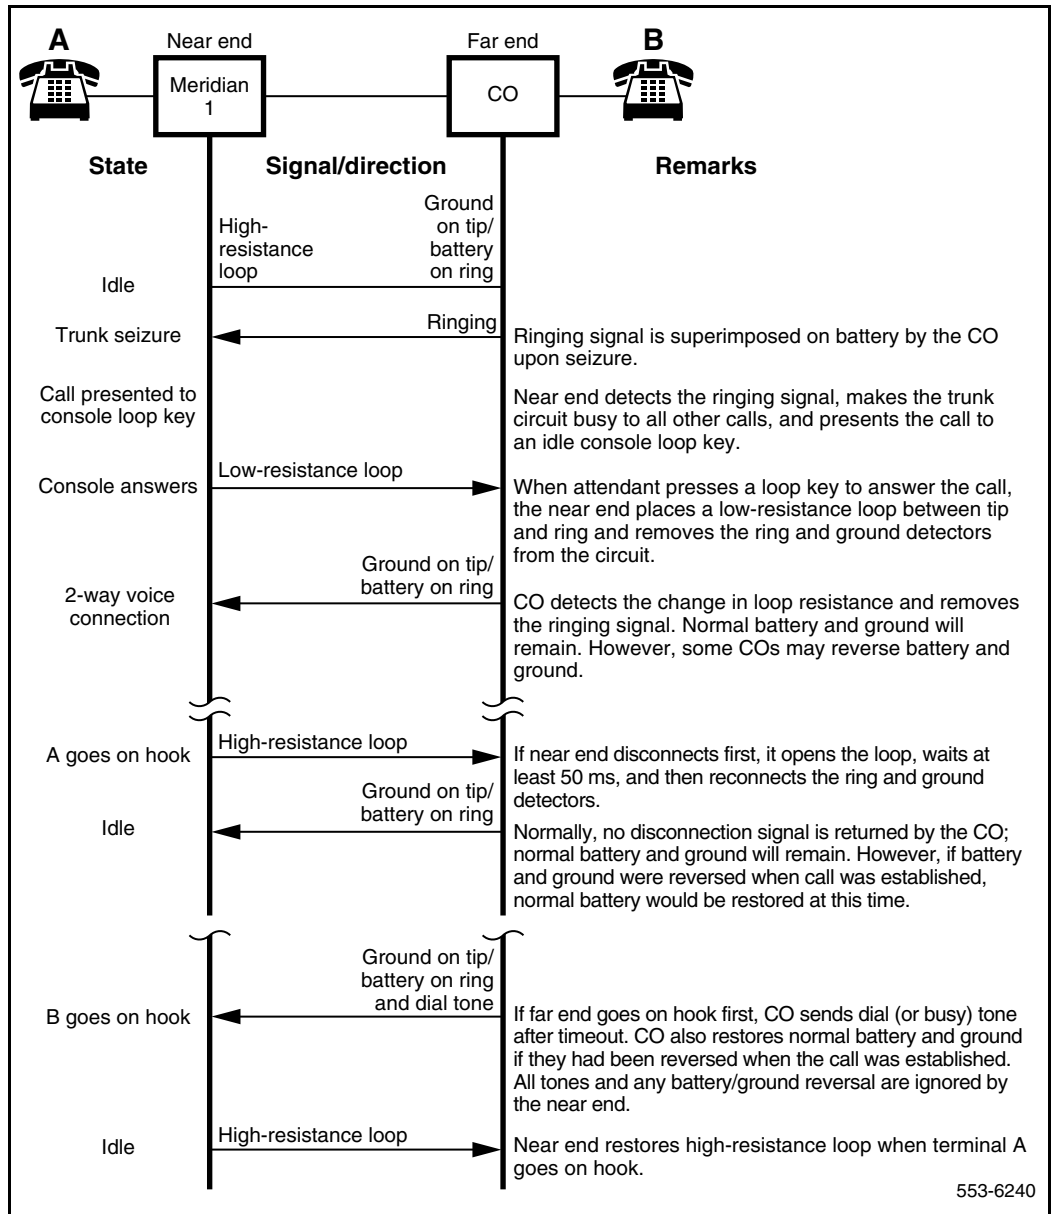 A
Near end
Far end
B
Meridian
1
CO
State
Signal/direction
Remarks
High-
resistance
loop
Ground
on tip/
battery
on ring
Idle
Trunk seizure
Ringing
Ringing signal is superimposed on battery by the CO
upon seizure.
Call presented to
console loop key
Near end detects the ringing signal, makes the trunk
circuit busy to all other calls, and presents the call to
an idle console loop key.
Console answers
Low-resistance loop
When attendant presses a loop key to answer the call,
the near end places a low-resistance loop between tip
and ring and removes the ring and ground detectors
from the circuit.
2-way voice
connection
Ground on tip/
battery on ring
CO detects the change in loop resistance and removes
the ringing signal. Normal battery and ground will
remain. However, some COs may reverse battery and
ground.
A goes on hook
High-resistance loop
If near end disconnects first, it opens the loop, waits at
least 50 ms, and then reconnects the ring and ground
detectors.
Idle
Ground on tip/
battery on ring
Normally, no disconnection signal is returned by the CO;
normal battery and ground will remain. However, if battery
and ground were reversed when call was established,
normal battery would be restored at this time.
B goes on hook
Ground on tip/
battery on ring
and dial tone
If far end goes on hook first, CO sends dial (or busy) tone
after timeout. CO also restores normal battery and ground
if they had been reversed when the call was established.
All tones and any battery/ground reversal are ignored by
the near end.
Idle
High-resistance loop
Near end restores high-resistance loop when terminal A
goes on hook.
553-6240